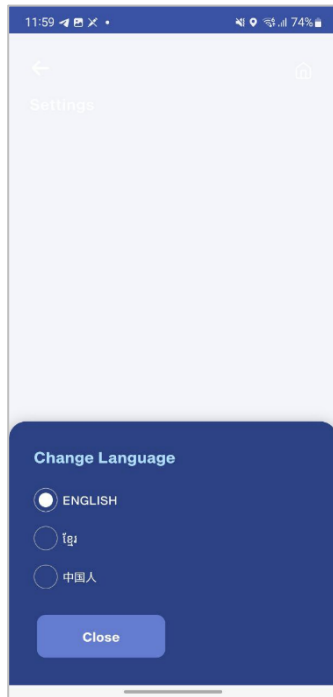 11:59
74%
Settings
Change Language
ENGLISH
ខ្មែរ
中国人
Close